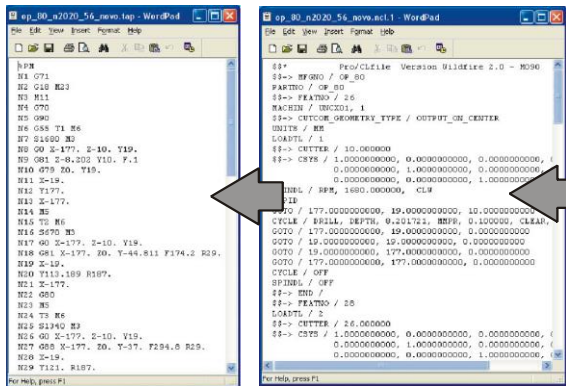 op_80_n2020_56_novo.tap - WordPad
File Edit View Insert Format Help
%PM
N1 G71
N2 G18 M23
N3 M11
N4 G70
N5 G90
N6 G55 T1 M6
N7 S1680 M3
N8 G0 X-177. Z-10. Y19.
N9 G81 Z-8.202 Y10. F.1
N10 G79 Z0. Y19.
N11 X-19.
N12 Y177.
N13 X-177.
N14 M5
N15 T2 M6
N16 S670 M3
N17 G0 X-177. Z-10. Y19.
N18 G81 X-177. Z0. Y-44.811 F174.2 R29.
N19 X-19.
N20 Y113.189 R187.
N21 X-177.
N22 G80
N23 M5
N24 T3 M6
N25 S1340 M3
N26 G0 X-177. Z-10. Y19.
N27 G88 X-177. Z0. Y-37. F294.8 R29.
N28 X-19.
N29 Y121. R187.
For Help, press F1
op_80_n2020_56_novo.ncl.1 - WordPad
File Edit View Insert Format Help
$$* Pro/CLfile Version Wildfire 2.0 - M090
$$-> MFGNO / OP_80
PARTNO / OP_80
$$-> FEATNO / 26
MACHIN / UNCX01, 1
$$-> CUTCOM_GEOMETRY_TYPE / OUTPUT_ON_CENTER
UNITS / MM
LOADTL / 1
$$-> CUTTER / 10.000000
$$-> CSYS / 1.0000000000, 0.0000000000, 0.0000000000,
0.0000000000, 1.0000000000, 0.0000000000,
0.0000000000, 0.0000000000, 1.0000000000,
SPINDL / RPM, 1680.000000, CLW
RAPID
GOTO / 177.0000000000, 19.0000000000, 10.0000000000
CYCLE / DRILL, DEPTH, 8.201721, MMPR, CLEAR,
GOTO / 177.0000000000, 19.0000000000, 0.0000000000
GOTO / 19.0000000000, 19.0000000000, 0.0000000000
GOTO / 19.0000000000, 177.0000000000, 0.0000000000
GOTO / 177.0000000000, 177.0000000000, 0.0000000000
CYCLE / OFF
SPINDL / OFF
$$-> END /
$$-> FEATNO / 28
LOADTL / 2
$$-> CUTTER / 26.000000
$$-> CSYS / 1.0000000000, 0.0000000000, 0.0000000000,
0.0000000000, 1.0000000000, 0.0000000000,
0.0000000000, 0.0000000000, 1.0000000000,
For Help, press F1